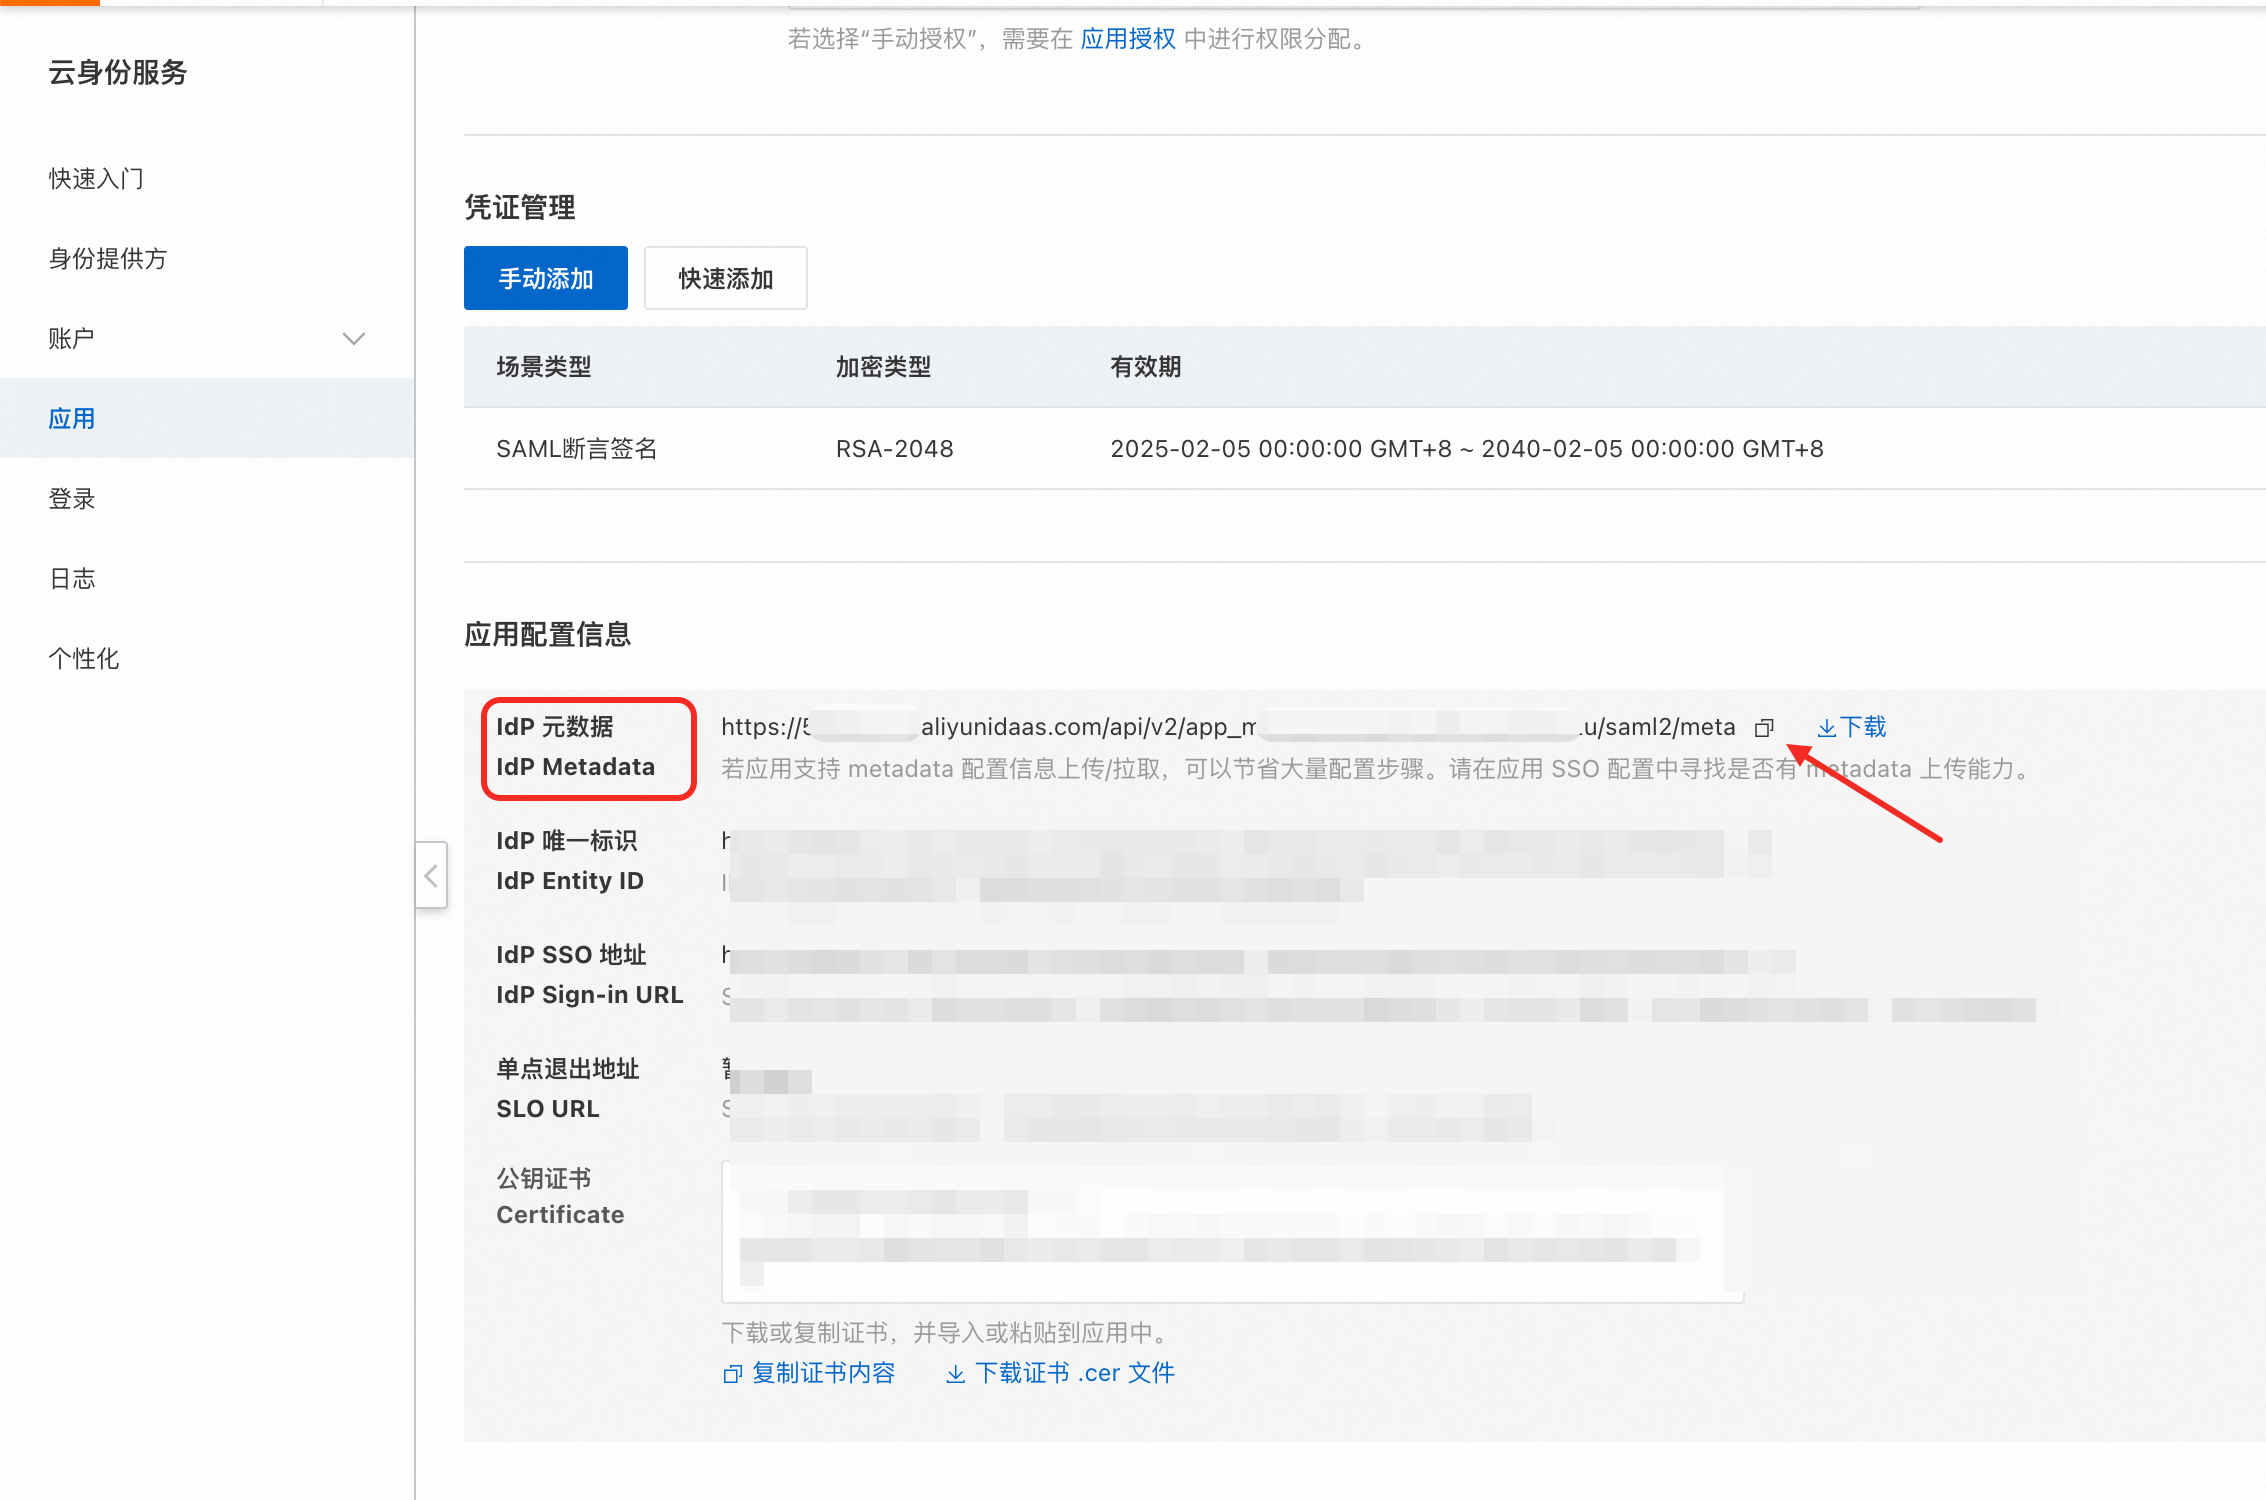 若选择“手动授权”，需要在 应用授权 中进行权限分配。
云身份服务
快速入门
身份提供方
账户
应用
登录
日志
个性化
凭证管理
手动添加 快速添加
场景类型 加密类型 有效期
SAML断言签名 RSA-2048 2025-02-05 00:00:00 GMT+8 ~ 2040-02-05 00:00:00 GMT+8
应用配置信息
IdP 元数据 https:// aliyunidaas.com/api/v2/app_m u/saml2/meta 下载
IdP Metadata 若应用支持 metadata 配置信息上传/拉取，可以节省大量配置步骤。请在应用 SSO 配置中寻找是否有 metadata 上传能力。
IdP 唯一标识
IdP Entity ID
IdP SSO 地址
IdP Sign-in URL
单点退出地址
SLO URL
公钥证书
Certificate
下载或复制证书，并导入或粘贴到应用中。
复制证书内容 下载证书 .cer 文件